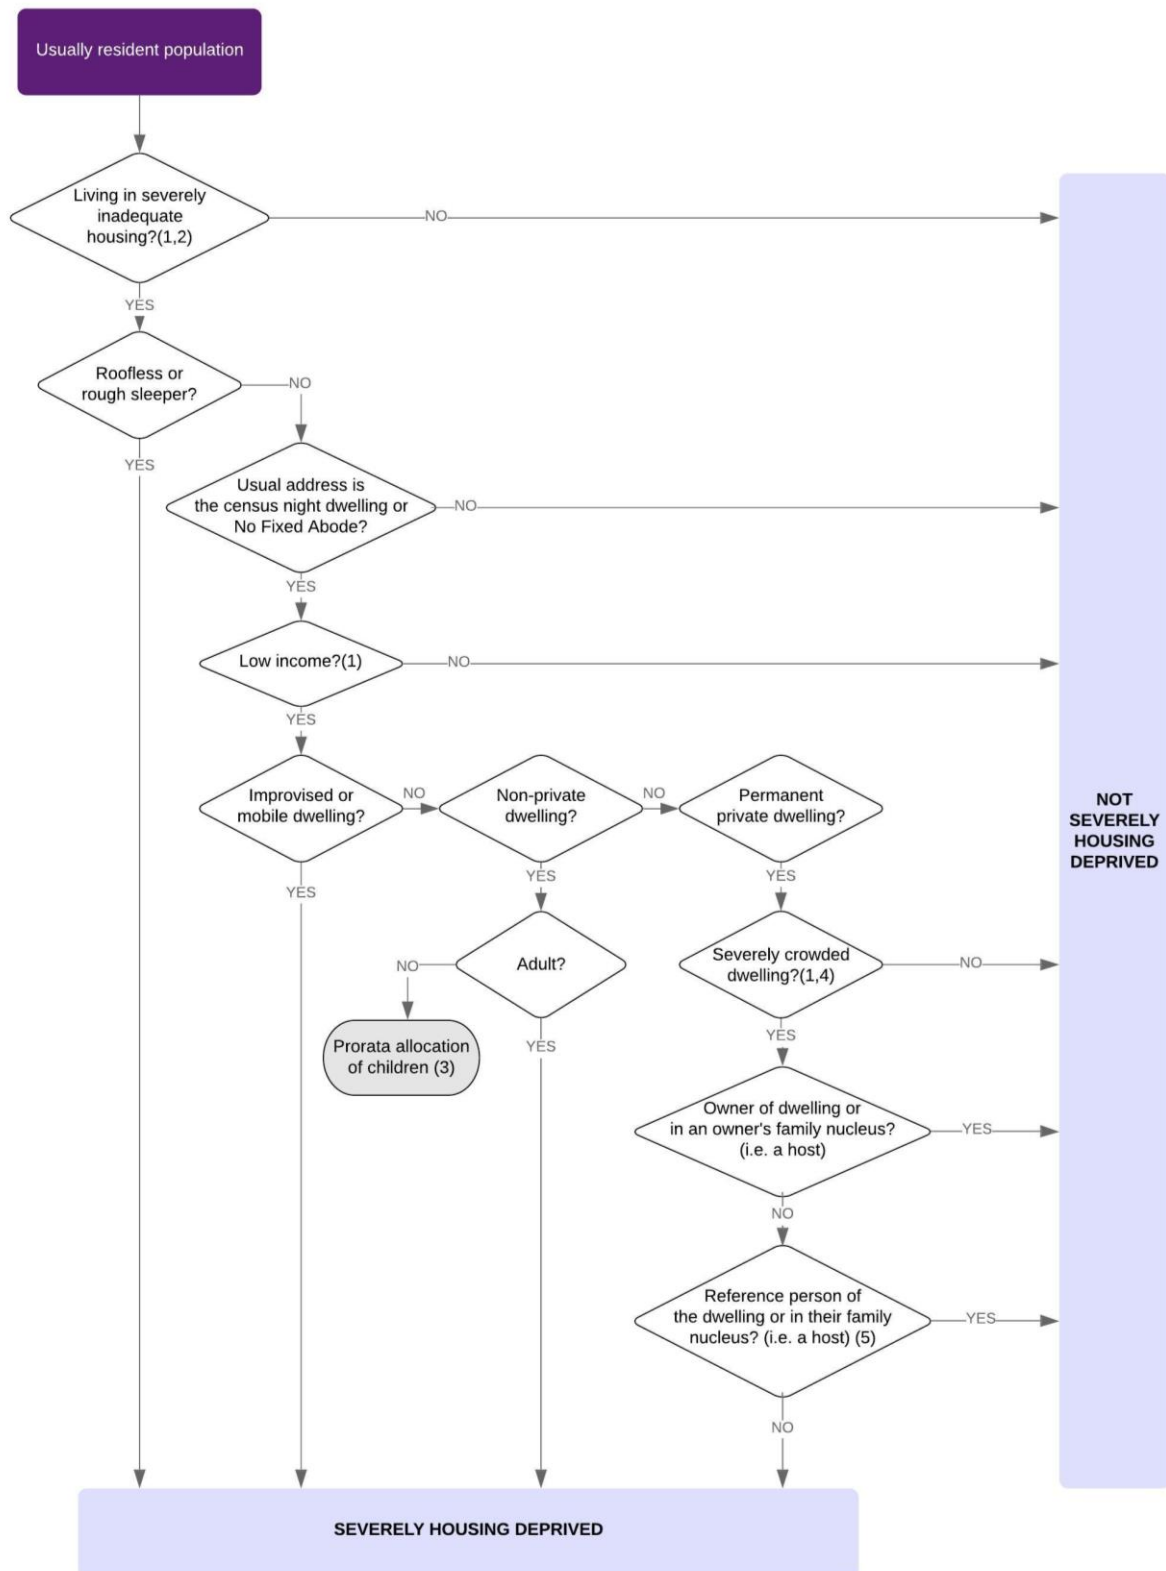 Usually resident population
Living in severely
inadequate
housing?(1,2)
NO
YES
Roofless or
rough sleeper?
NO
YES
Usual address is
the census night dwelling or
No Fixed Abode?
NO
YES
Low income?(1)
NO
YES
Improvised or
mobile dwelling?
NO
YES
Non-private
dwelling?
NO
YES
Permanent
private dwelling?
YES
Adult?
NO
YES
Prorata allocation
of children (3)
Severely crowded
dwelling?(1,4)
NO
YES
Owner of dwelling or
in an owner's family nucleus?
(i.e. a host)
YES
NO
Reference person of
the dwelling or in their family
nucleus? (i.e. a host) (5)
YES
NO
NOT
SEVERELY
HOUSING
DEPRIVED
SEVERELY HOUSING DEPRIVED